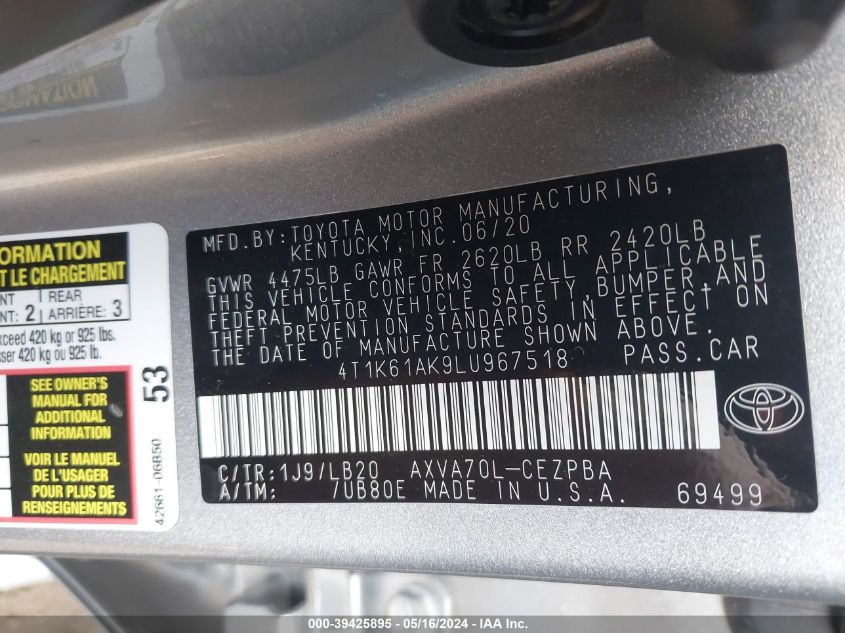 MFD.BY: TOYOTA MOTOR MANUFACTURING,
KENTUCKY, INC. 06/20
GVWR 4475LB GAWR FR 2620LB RR 2420LB
THIS VEHICLE CONFORMS TO ALL APPLICABLE
FEDERAL MOTOR VEHICLE SAFETY, BUMPER, AND
THEFT PREVENTION STANDARDS IN EFFECT ON
THE DATE OF MANUFACTURE SHOWN ABOVE.
4T1K61AK9LU967518 PASS.CAR
C/TR: 1J9/LB20 AXVA70L-CEZPBA
A/TM: /UB80E MADE IN U.S.A.
69499
ORMATION
T LE CHARGEMENT
NT REAR
NT: 2 ARRIÈRE: 3
xceed 420 kg or 925 lbs.
sser 420 kg ou 925 lb.
SEE OWNER'S
MANUAL FOR
ADDITIONAL
INFORMATION
VOIR LE MANUEL
DE L'USAGER
POUR PLUS DE
RENSEIGNEMENTS
53
42661-06B50
000-39425895 - 05/16/2024 - IAA Inc.